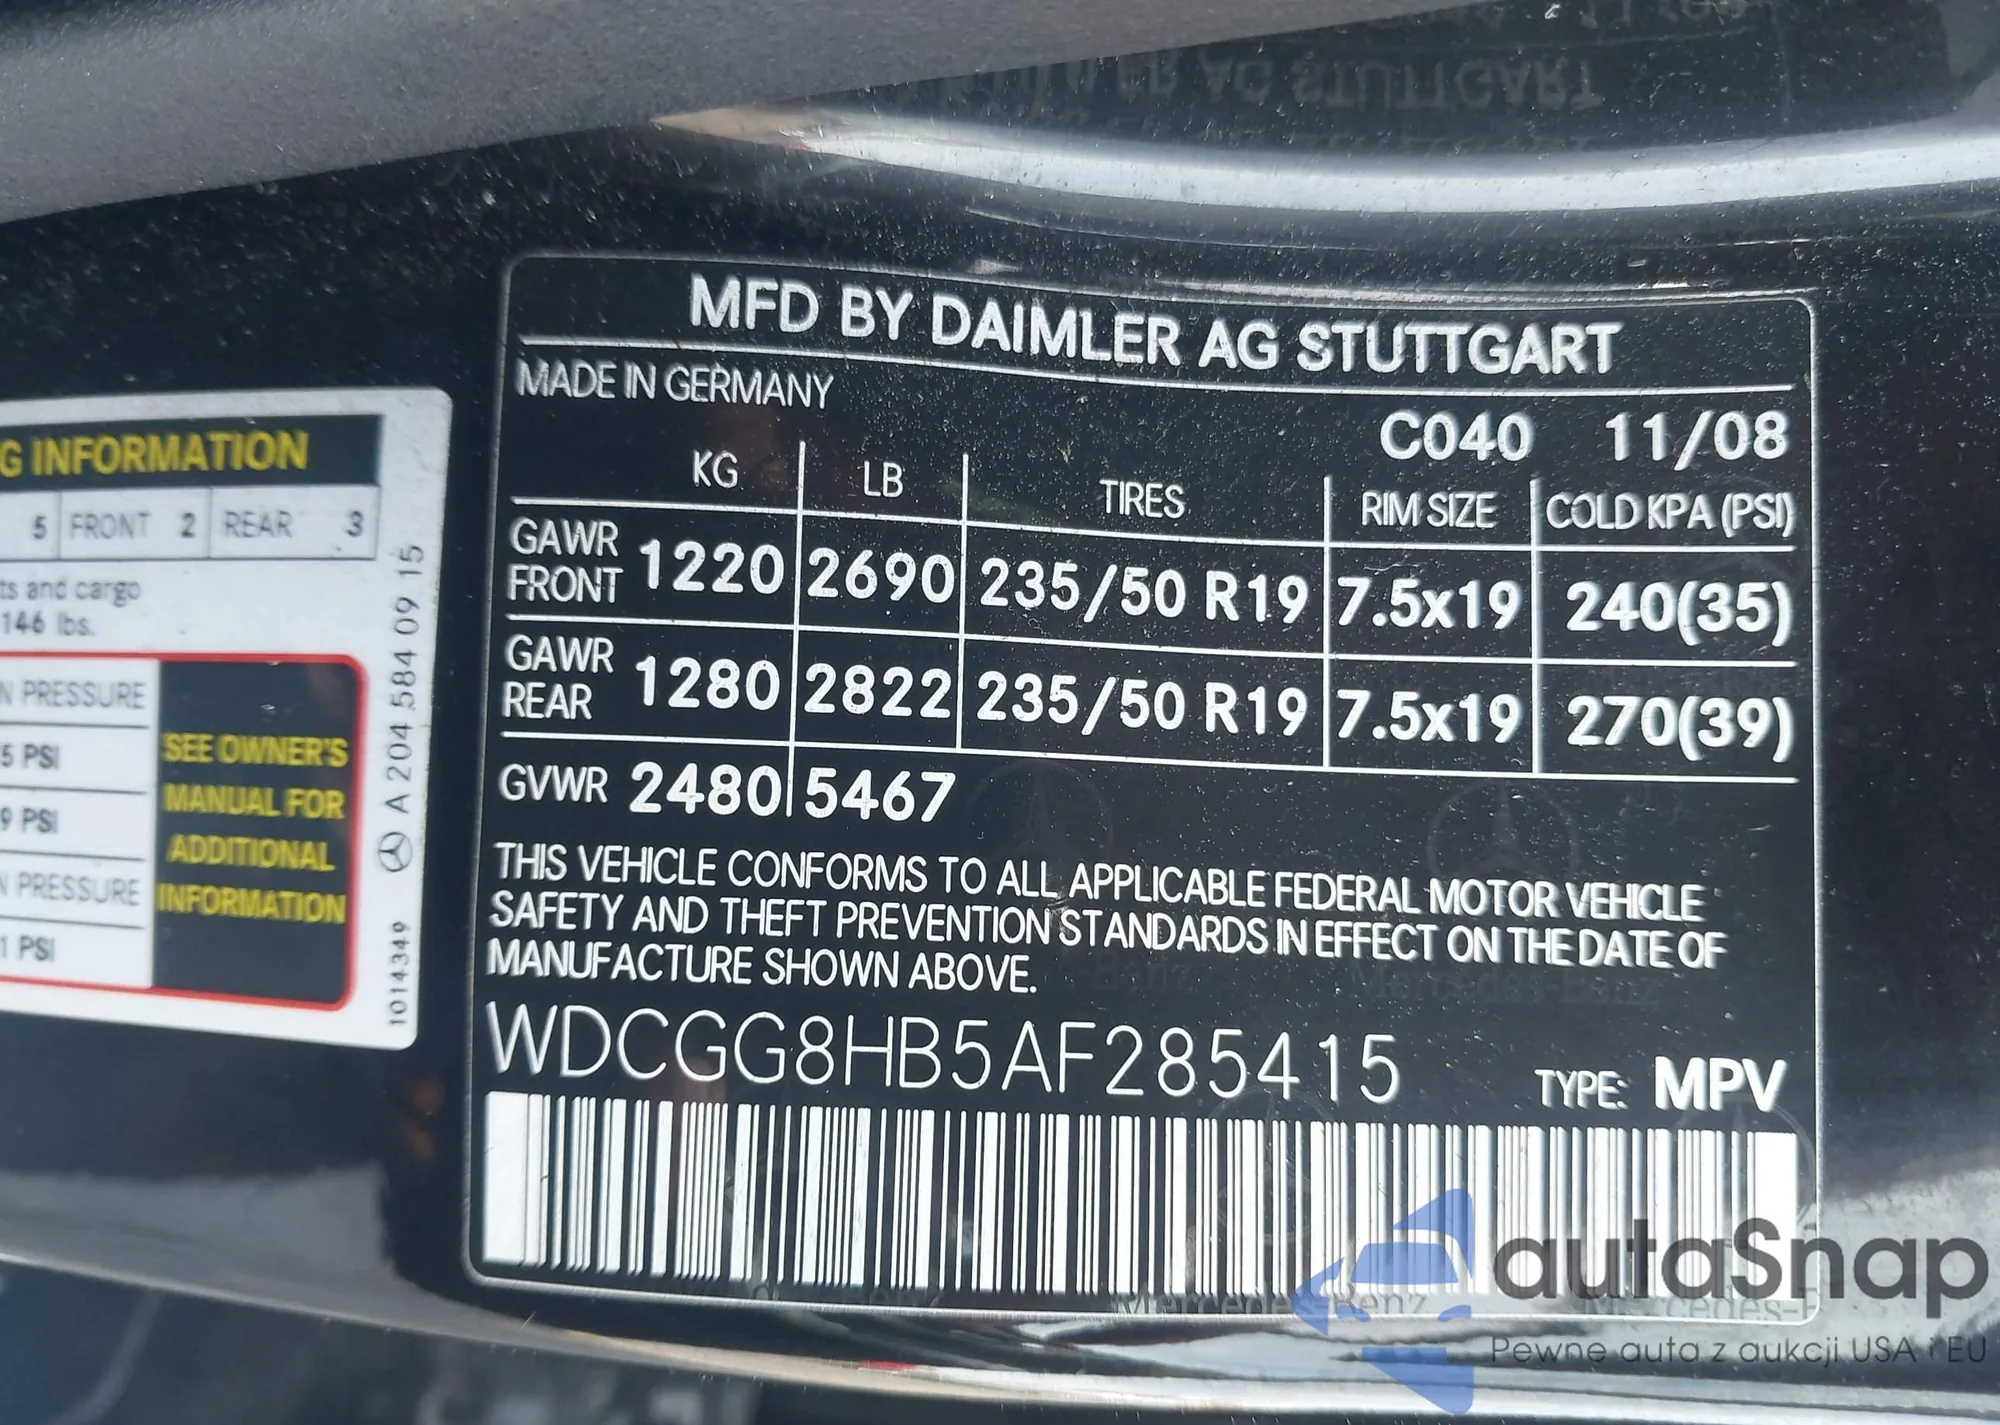 MFD BY DAIMLER AG STUTTGART
MADE IN GERMANY
C040 11/08
KG LB TIRES RIM SIZE COLD KPA (PSI)
GAWR FRONT 1220 2690 235/50 R19 7.5x19 240(35)
GAWR REAR 1280 2822 235/50 R19 7.5x19 270(39)
GVWR 2480 5467
THIS VEHICLE CONFORMS TO ALL APPLICABLE FEDERAL MOTOR VEHICLE
SAFETY AND THEFT PREVENTION STANDARDS IN EFFECT ON THE DATE OF
MANUFACTURE SHOWN ABOVE.
WDCGG8HB5AF285415
TYPE: MPV
G INFORMATION
5 FRONT 2 REAR 3
ts and cargo
146 lbs.
N PRESSURE
5 PSI
9 PSI
N PRESSURE
1 PSI
SEE OWNER'S
MANUAL FOR
ADDITIONAL
INFORMATION
A 204 584 09 15
1014349
autaSnap
Pewne auta z aukcji USA i EU